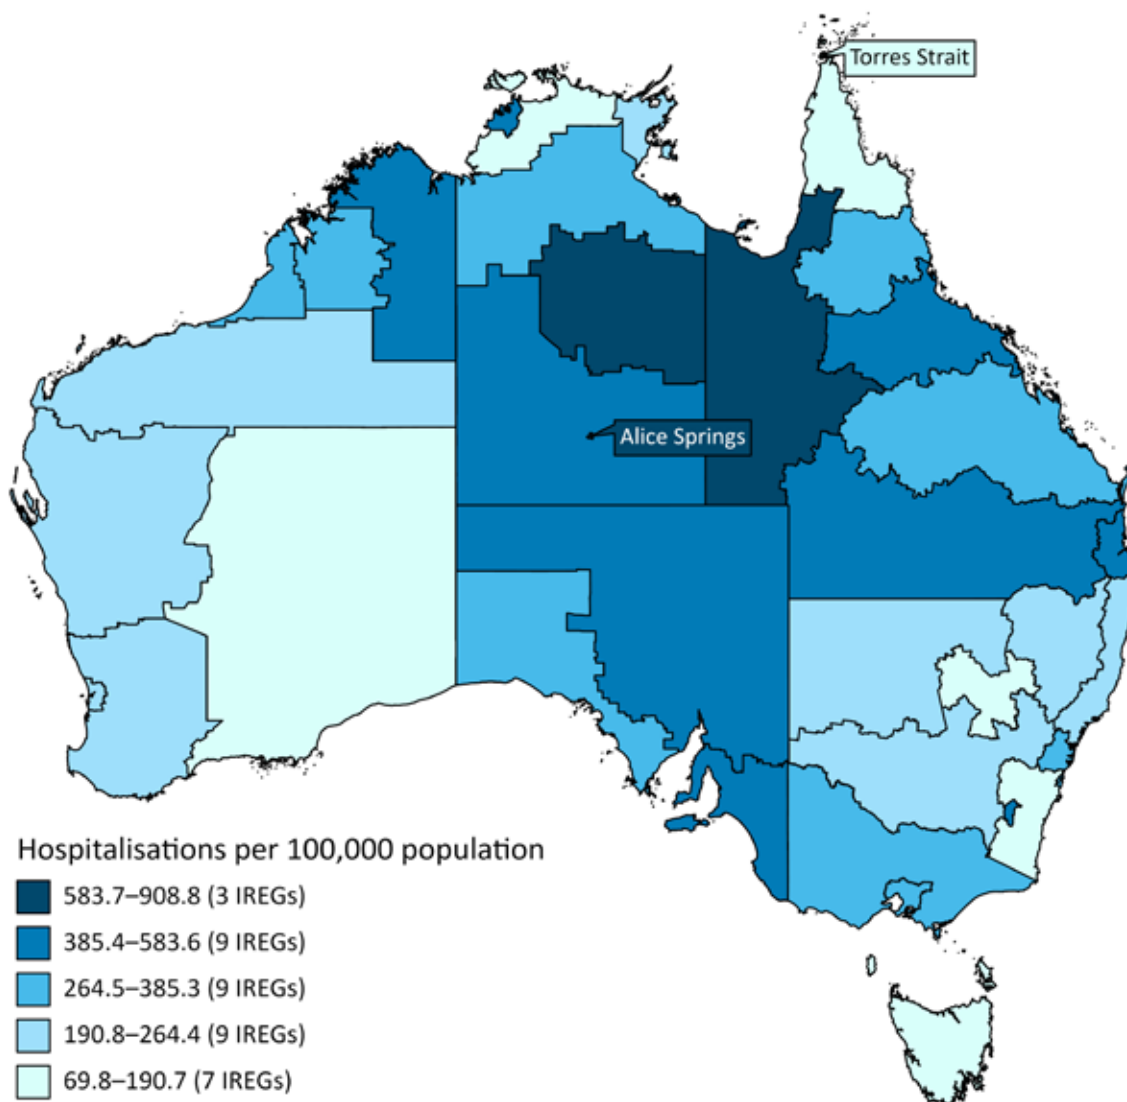 Torres Strait
Alice Springs
Hospitalisations per 100,000 population
583.7–908.8 (3 IREGs)
385.4–583.6 (9 IREGs)
264.5–385.3 (9 IREGs)
190.8–264.4 (9 IREGs)
69.8–190.7 (7 IREGs)